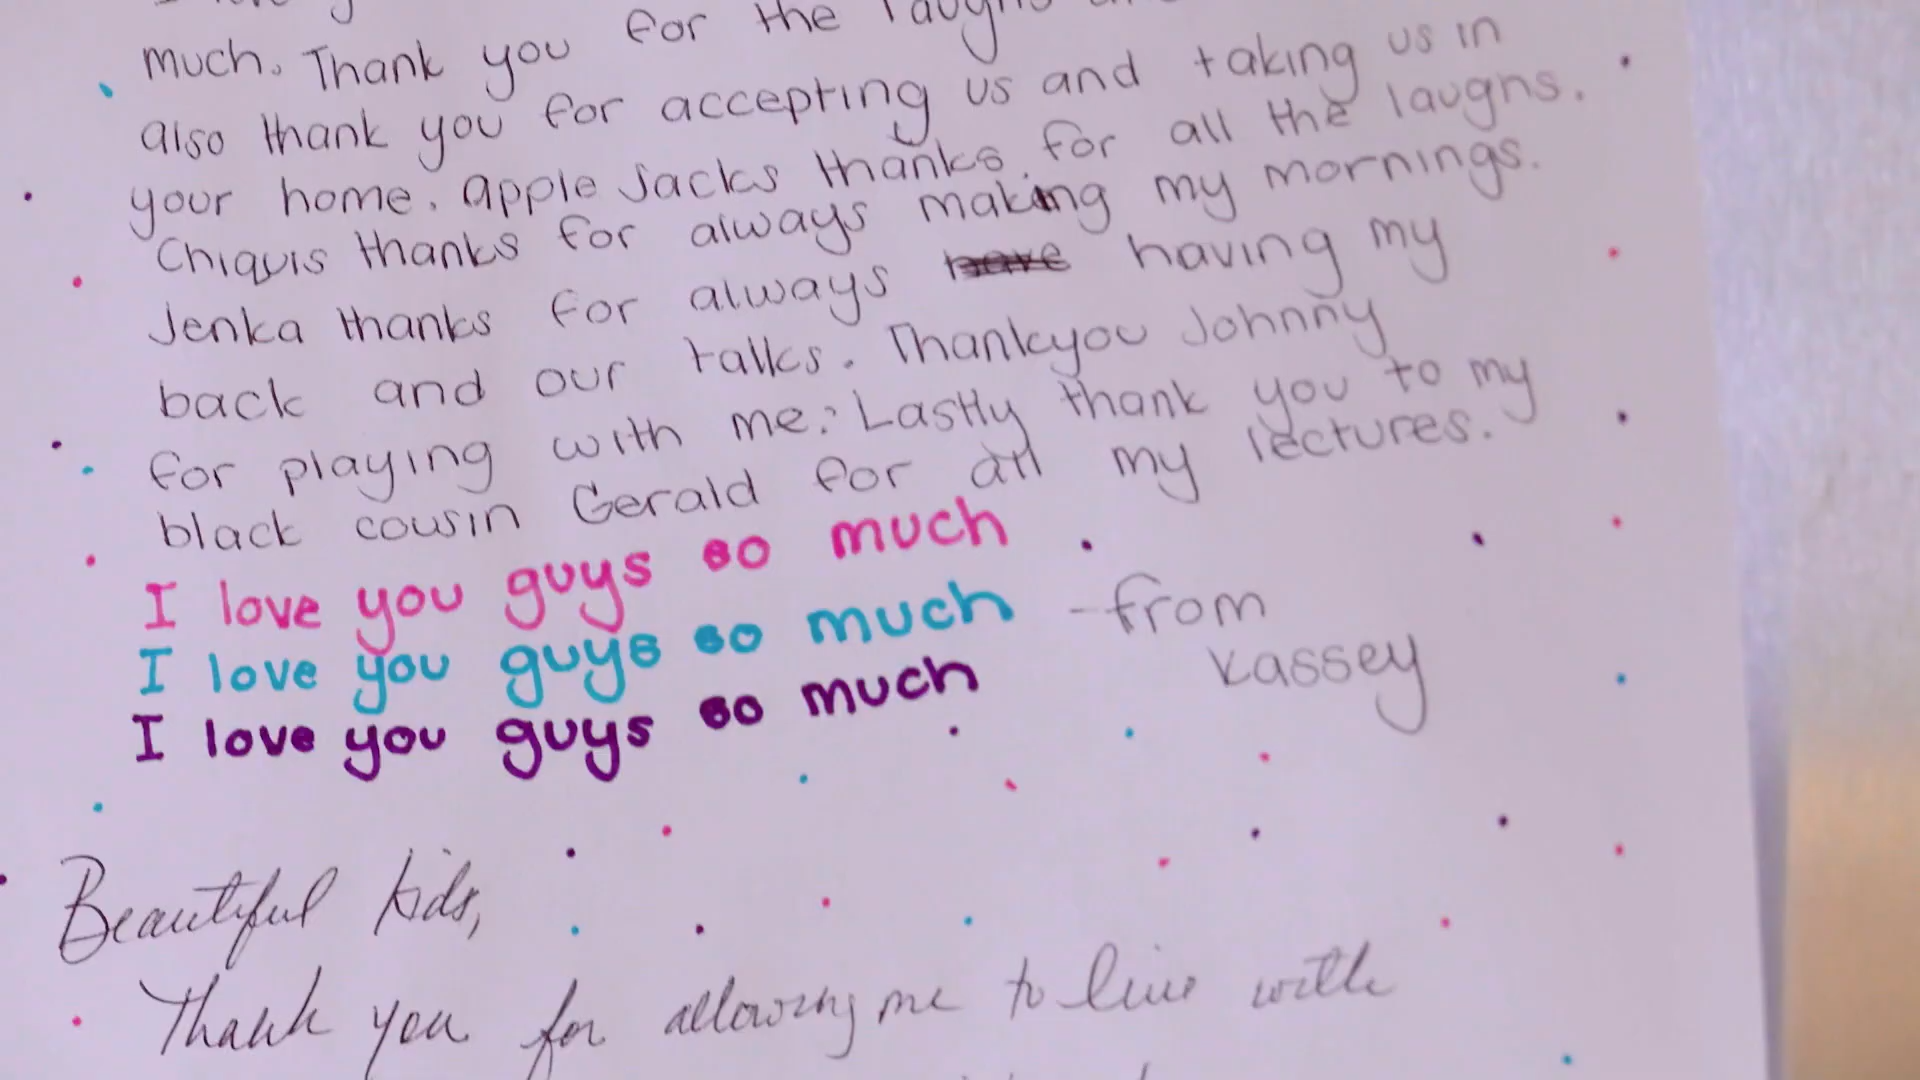 much. Thank you for the laughs
also thank you for accepting us and taking us in
your home. Apple Jacks thanks for all the laughs.
Chiquis thanks for always making my mornings.
Jenka thanks for always having my
back and our talks. Thankyou Johnny
for playing with me. Lastly thank you to my
black cousin Gerald for all my lectures.
I love you guys so much
I love you guys so much
I love you guys so much
-from
Kassey
Beautiful kids,
Thank you for allowing me to live with